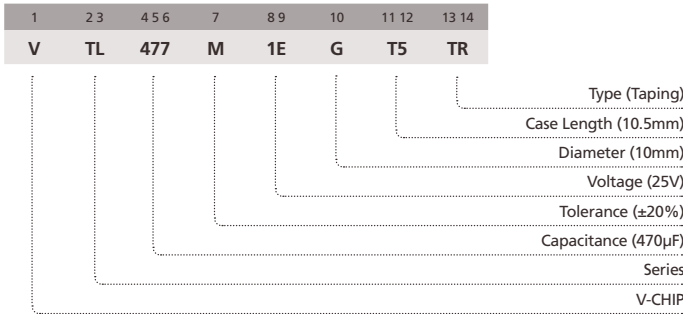 1 2 3 4 5 6 7 8 9 10 11 12 13 14
V TL 477 M 1E G T5 TR
Type (Taping)
Case Length (10.5mm)
Diameter (10mm)
Voltage (25V)
Tolerance (±20%)
Capacitance (470µF)
Series
V-CHIP